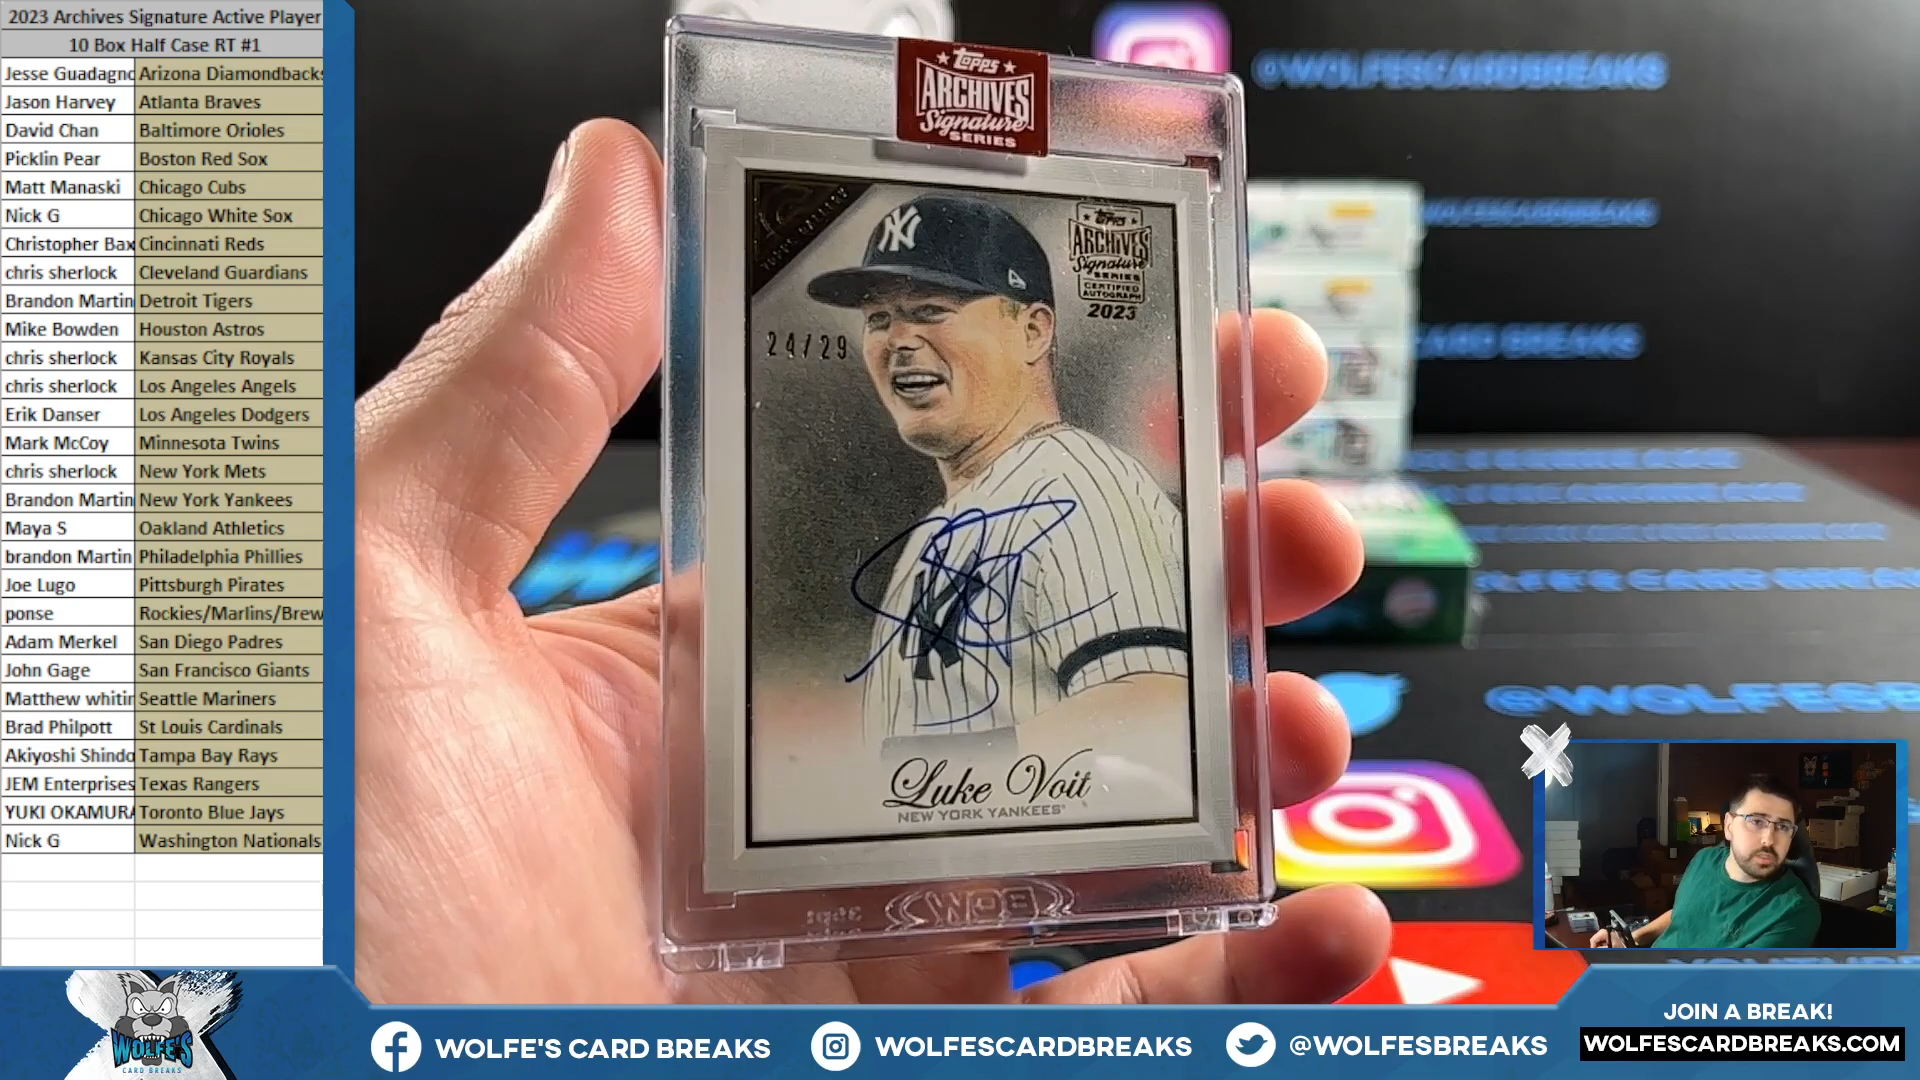 2023 Archives Signature Active Player
10 Box Half Case RT #1
Jesse Guadagno Arizona Diamondbacks
Jason Harvey Atlanta Braves
David Chan Baltimore Orioles
Picklin Pear Boston Red Sox
Matt Manaski Chicago Cubs
Nick G Chicago White Sox
Christopher Bax Cincinnati Reds
chris sherlock Cleveland Guardians
Brandon Martin Detroit Tigers
Mike Bowden Houston Astros
chris sherlock Kansas City Royals
chris sherlock Los Angeles Angels
Erik Danser Los Angeles Dodgers
Mark McCoy Minnesota Twins
chris sherlock New York Mets
Brandon Martin New York Yankees
Maya S Oakland Athletics
brandon Martin Philadelphia Phillies
Joe Lugo Pittsburgh Pirates
ponse Rockies/Marlins/Brew
Adam Merkel San Diego Padres
John Gage San Francisco Giants
Matthew whitin Seattle Mariners
Brad Philpott St Louis Cardinals
Akiyoshi Shindo Tampa Bay Rays
JEM Enterprises Texas Rangers
YUKI OKAMURA Toronto Blue Jays
Nick G Washington Nationals
Topps
ARCHIVES
Signature
SERIES
TOPPS GALLERY
NY
Topps
ARCHIVES
Signature
SERIES
CERTIFIED
AUTOGRAPH
2023
24/29
Luke Voit
NEW YORK YANKEES
BCW
@WOLFESCARDBREAKS
WOLFE'S
CARD BREAKS
WOLFE'S CARD BREAKS
WOLFESCARDBREAKS
@WOLFESBREAKS
JOIN A BREAK!
WOLFESCARDBREAKS.COM